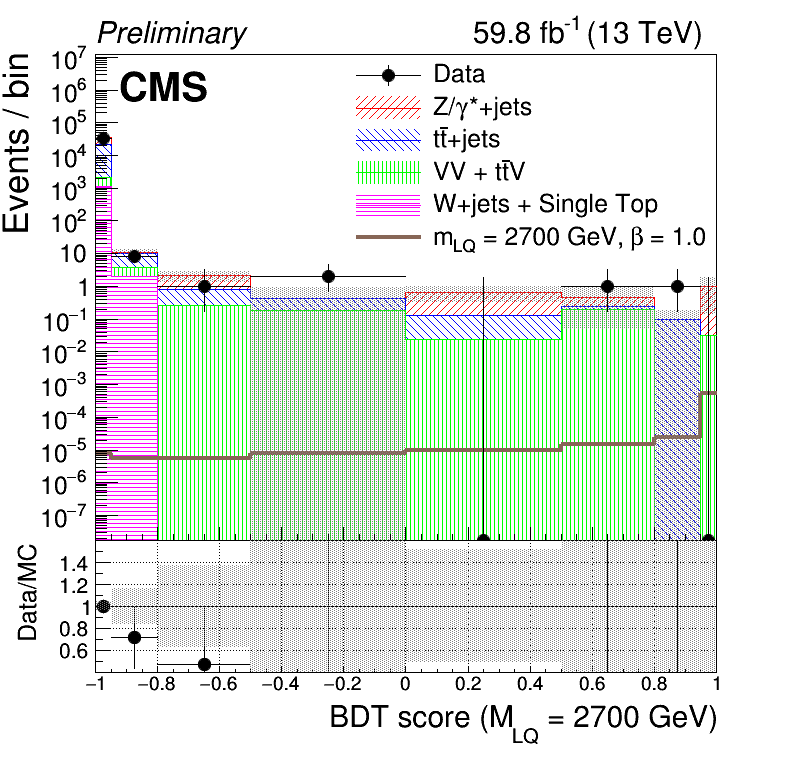 Preliminary 59.8 fb⁻¹ (13 TeV)
CMS
Events / bin
10⁷
10⁶
10⁵
10⁴
10³
10²
10
1
10⁻¹
10⁻²
10⁻³
10⁻⁴
10⁻⁵
10⁻⁶
10⁻⁷
Data
Z/γ*+jets
tt̄+jets
VV + tt̄V
W+jets + Single Top
m_LQ = 2700 GeV, β = 1.0
Data/MC
1.4
1.2
1
0.8
0.6
−1 −0.8 −0.6 −0.4 −0.2 0 0.2 0.4 0.6 0.8 1
BDT score (M_LQ = 2700 GeV)